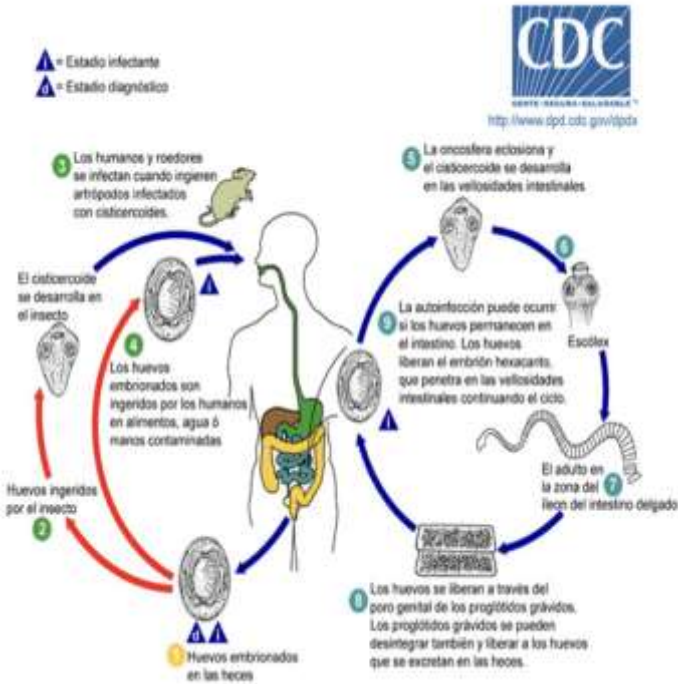 i = Estadio infectante
d = Estadio diagnóstico
CDC
GENTE·SEGURA·SALUDABLE™
http://www.dpd.cdc.gov/dpdx
3 Los humanos y roedores
se infectan cuando ingieren
artrópodos infectados
con cisticercoides.
5 La oncosfera eclosiona y
el cisticercoide se desarrolla
en las vellosidades intestinales
6
Escólex
El cisticercoide
se desarrolla en
el insecto
i
4
Los huevos
embrionados son
ingeridos por los humanos
en alimentos, agua ó
manos contaminadas
9 La autoinfección puede ocurrir
si los huevos permanecen en
el intestino. Los huevos
liberan el embrión hexacanto,
que penetra en las vellosidades
intestinales continuando el ciclo.
i
El adulto en
la zona del 7
íleon del intestino delgado
Huevos ingeridos
por el insecto
2
8 Los huevos se liberan a través del
poro genital de los proglótidos grávidos.
Los proglótidos grávidos se pueden
desintegrar también y liberar a los huevos
que se excretan en las heces.
d i
1 Huevos embrionados
en las heces